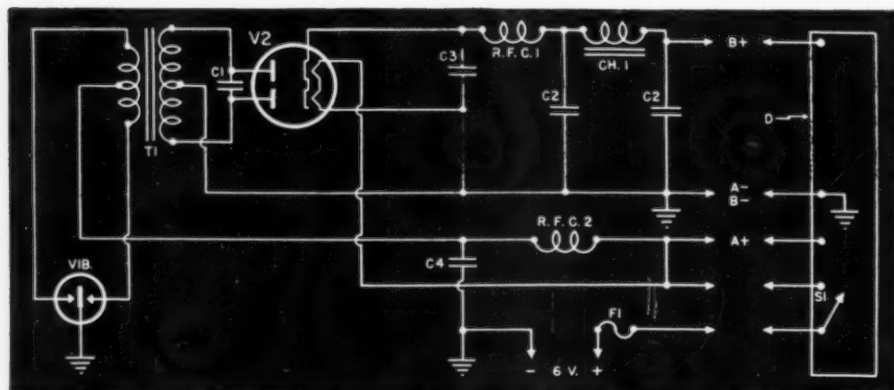 V2
B+
R.F.C.1
CH. 1
C3
C1
C2
C2
D
T1
A-
B-
R.F.C.2
A+
VIB.
C4
S1
F1
- 6 V. +